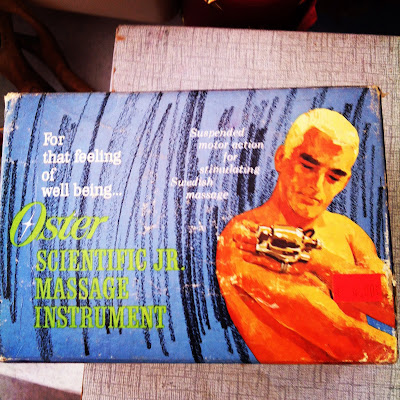 For
that feeling
of
well being...
Suspended
motor action
for
stimulating
Swedish
massage
Oster
SCIENTIFIC JR.
MASSAGE
INSTRUMENT